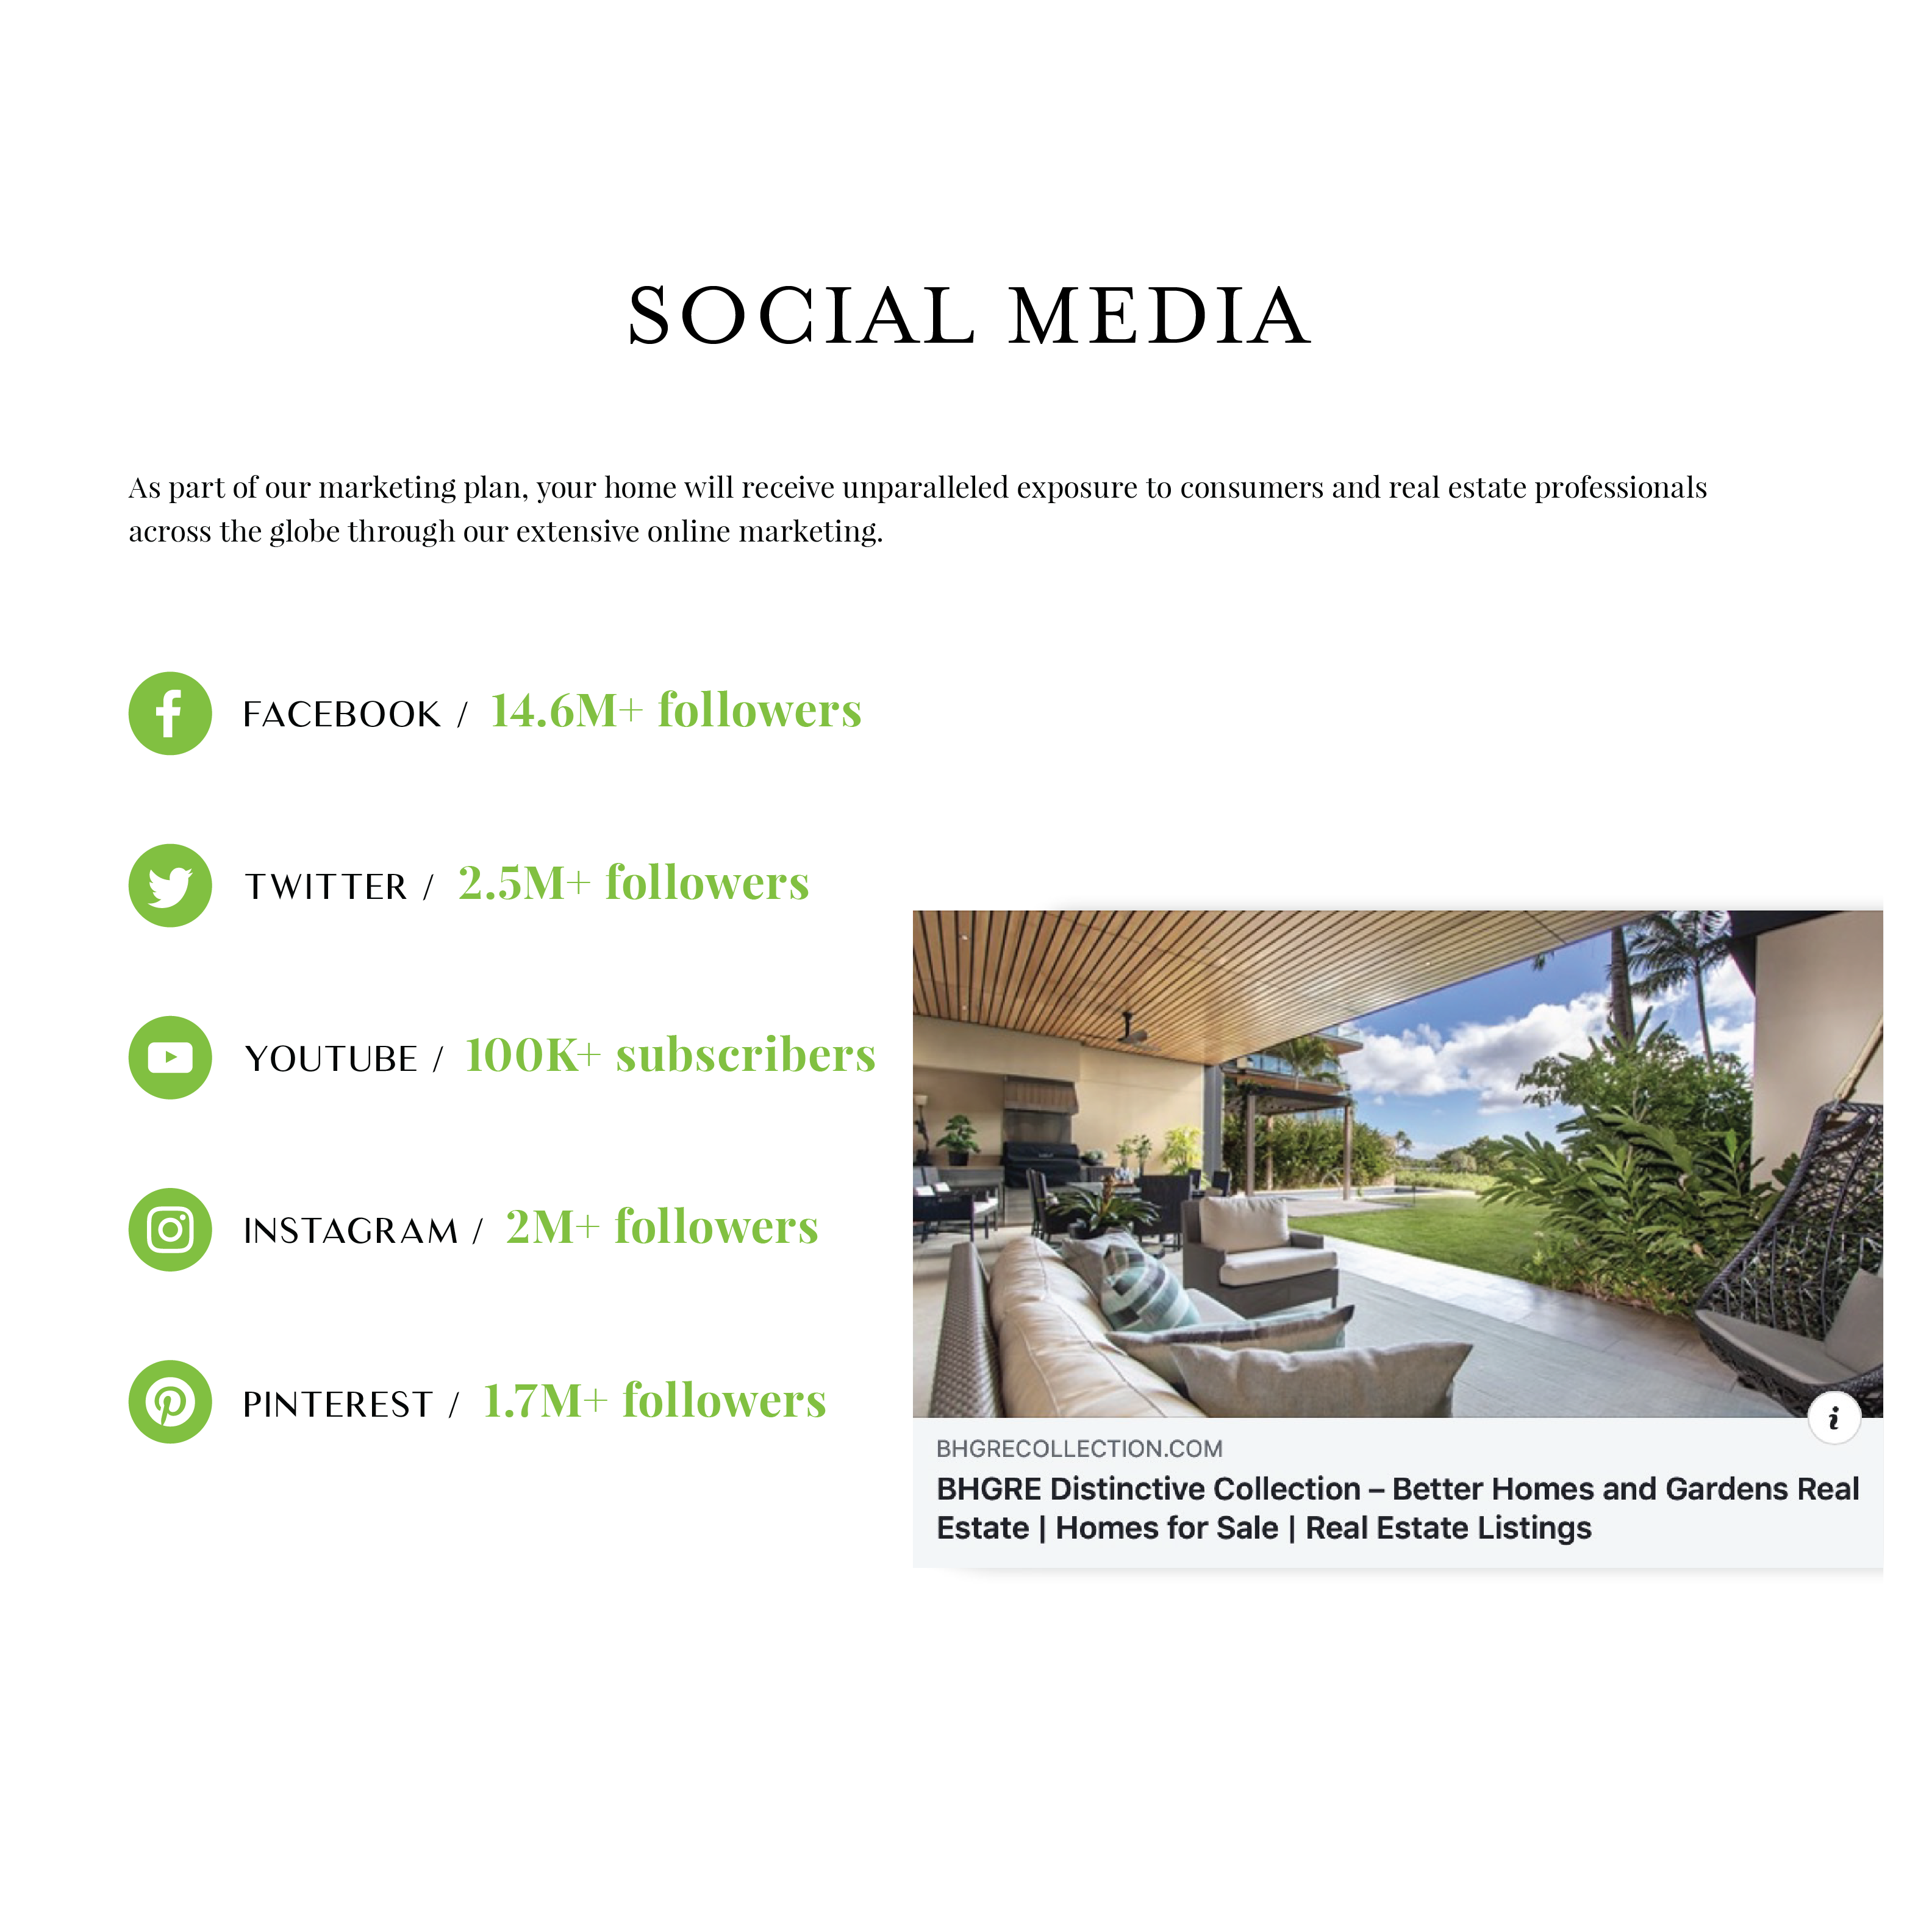 SOCIAL MEDIA
As part of our marketing plan, your home will receive unparalleled exposure to consumers and real estate professionals
across the globe through our extensive online marketing.
FACEBOOK / 14.6M+ followers
TWITTER / 2.5M+ followers
YOUTUBE / 100K+ subscribers
INSTAGRAM / 2M+ followers
PINTEREST / 1.7M+ followers
i
BHGRECOLLECTION.COM
BHGRE Distinctive Collection – Better Homes and Gardens Real
Estate | Homes for Sale | Real Estate Listings